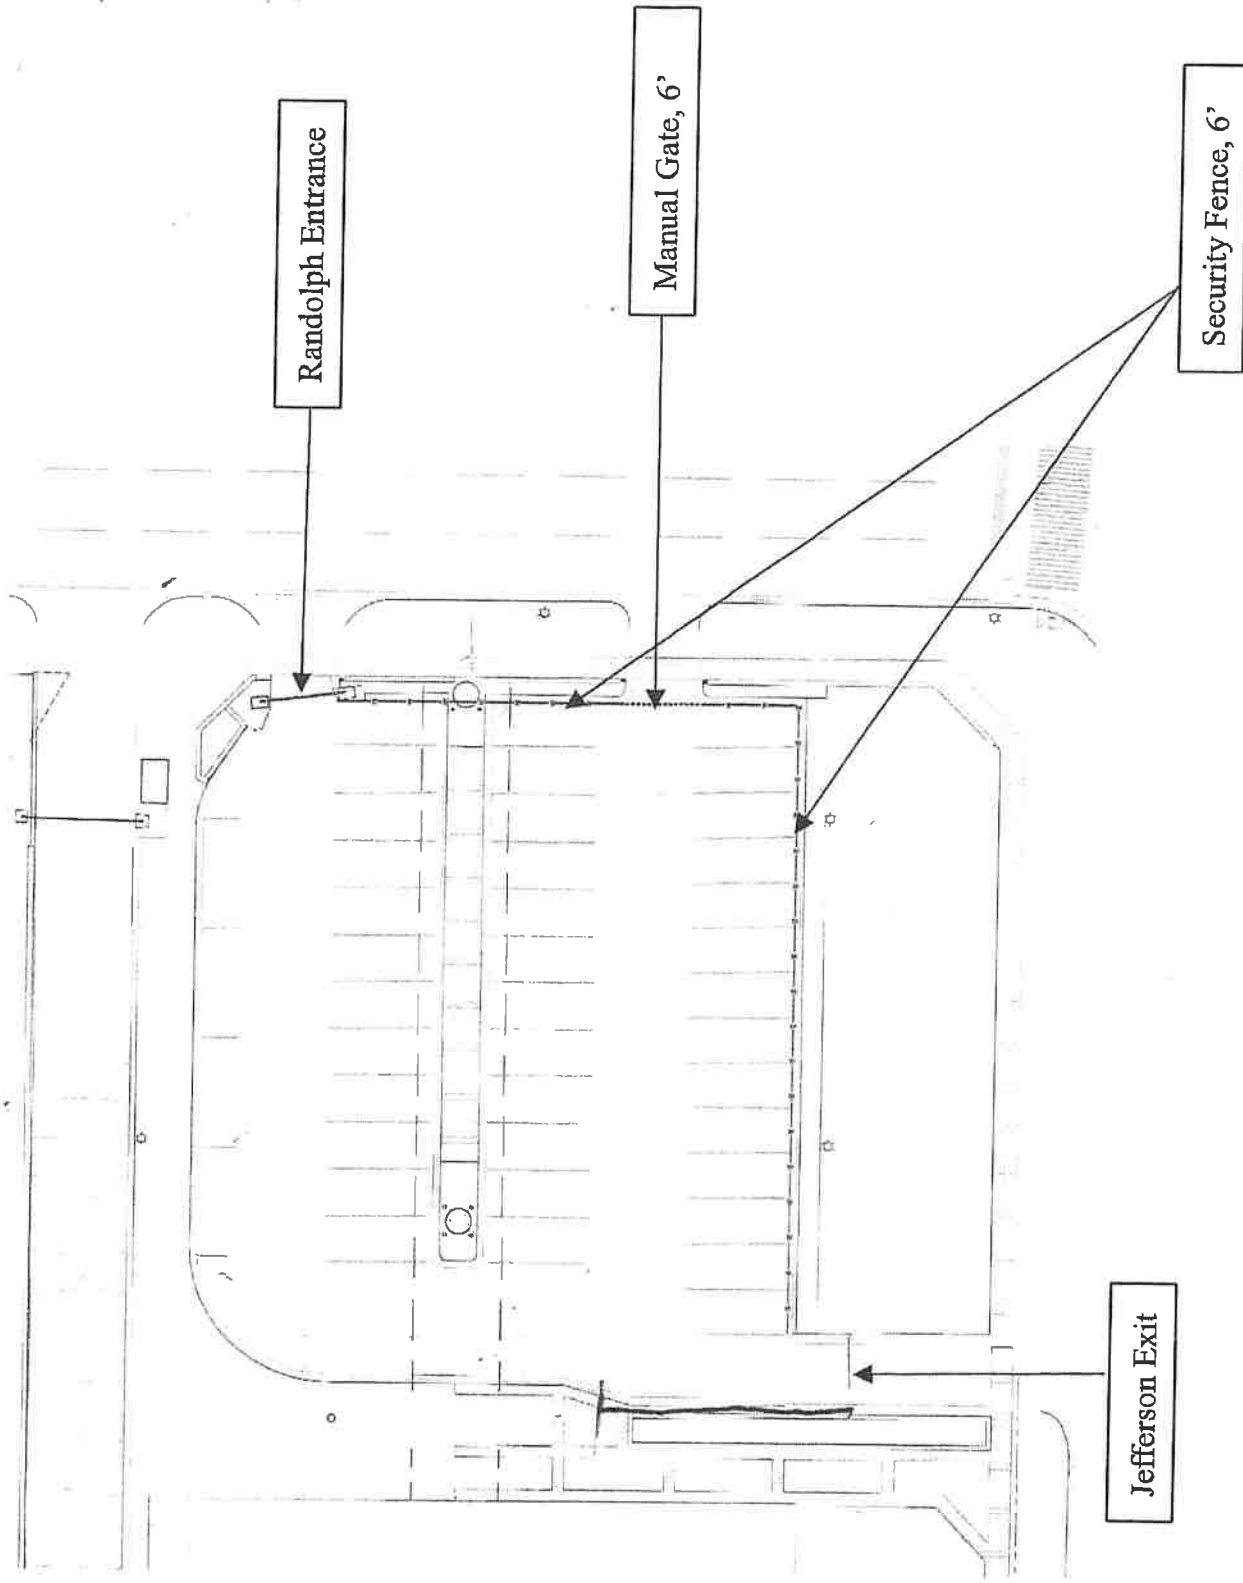 Randolph Entrance
Manual Gate, 6’
Security Fence, 6’
Jefferson Exit